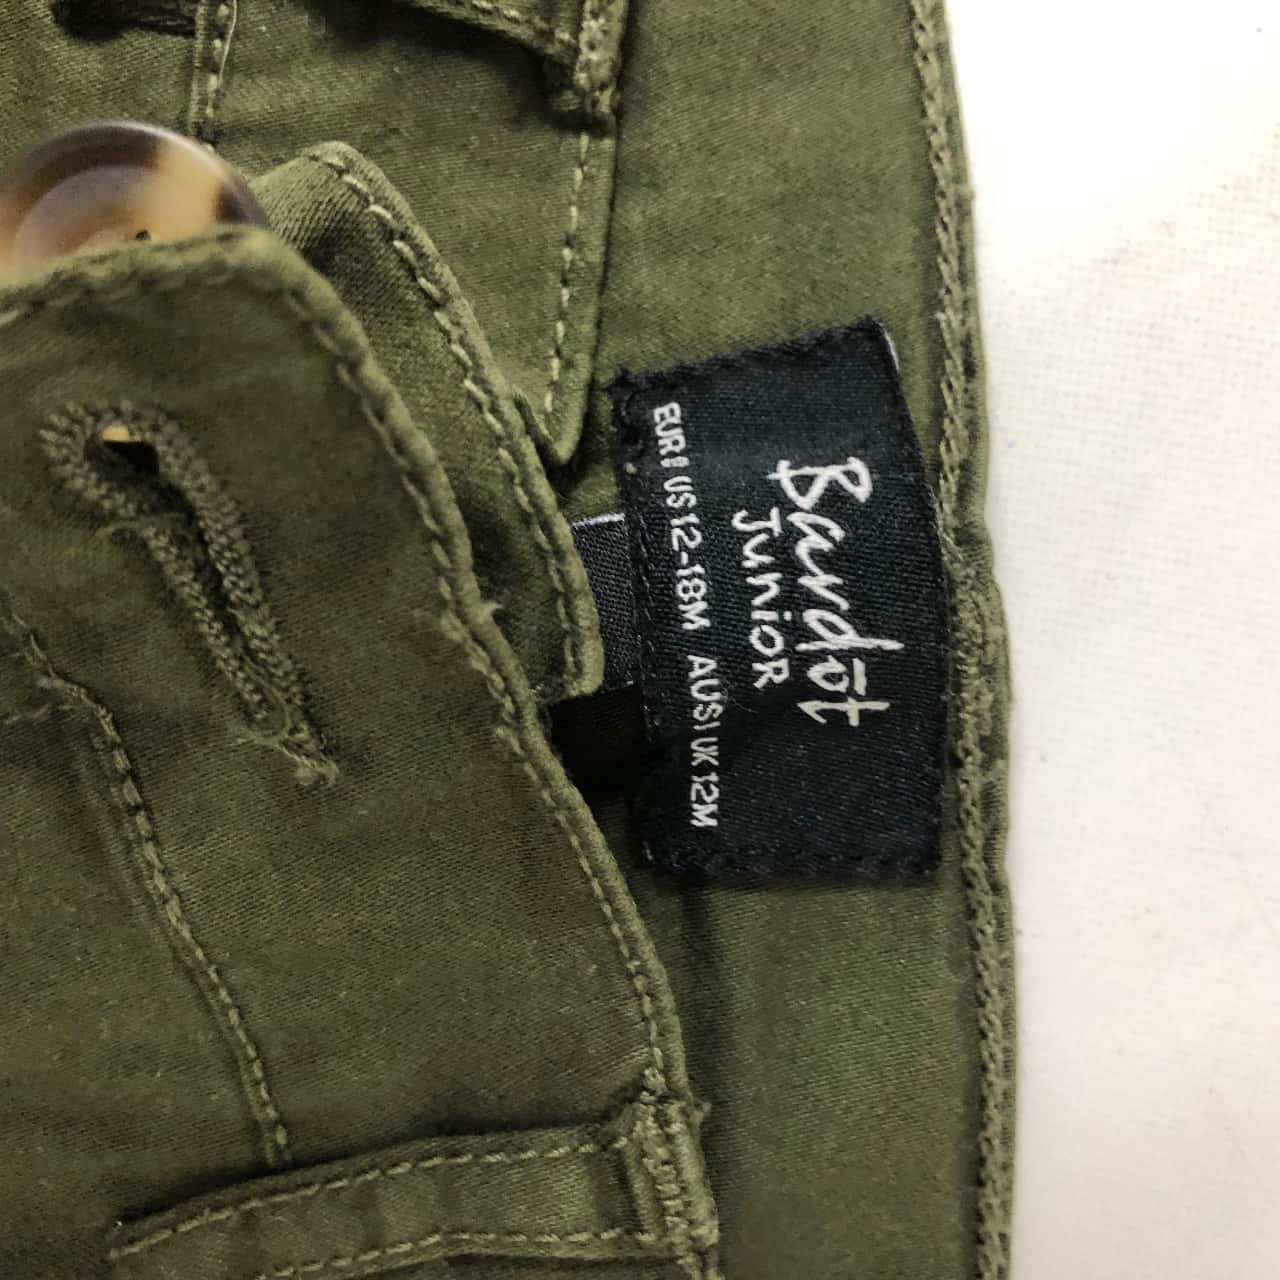 Bardot
Junior
EUR| US 12-18M AUS| UK 12M